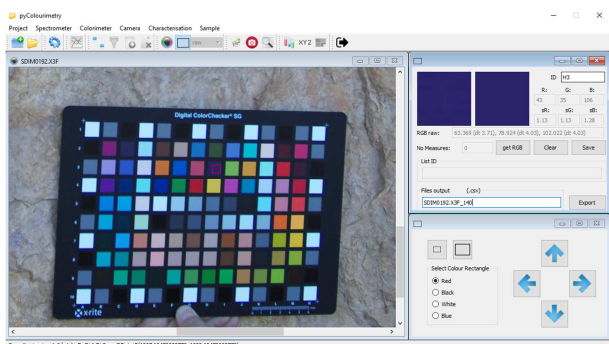 pyColourimetry
Project Spectrometer Colorimeter Camera Characterisation Sample
XYZ
SDIM0192.X3F
Digital ColorChecker® SG
x-rite
ID H3
R: G: B:
43 35 106
sR: sG: sB:
1.13 1.13 1.28
RGB raw: 63.369 (dt 3.71), 78.924 (dt 4.03), 102.022 (dt 4.03)
No Measures: 0 get RGB Clear Save
List ID
Files output (.csv)
SDIM0192.X3F_140 Export
Select Colour Rectangle
Red
Black
White
Blue